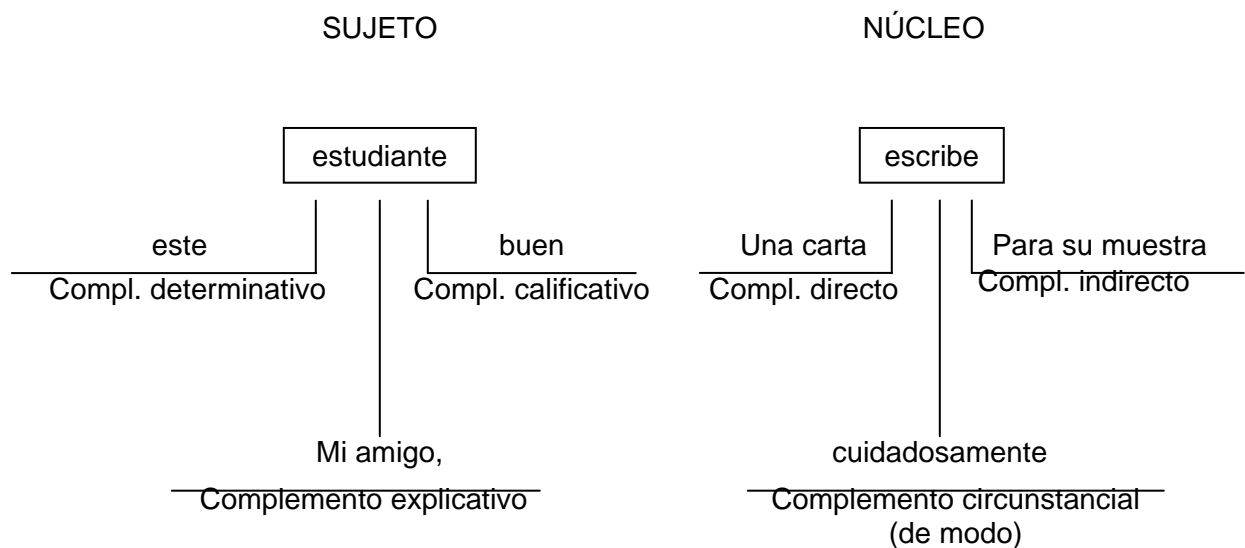 SUJETO
NÚCLEO
estudiante
escribe
este
buen
Una carta
Para su muestra
Compl. determinativo
Compl. calificativo
Compl. directo
Compl. indirecto
Mi amigo,
cuidadosamente
Complemento explicativo
Complemento circunstancial
(de modo)